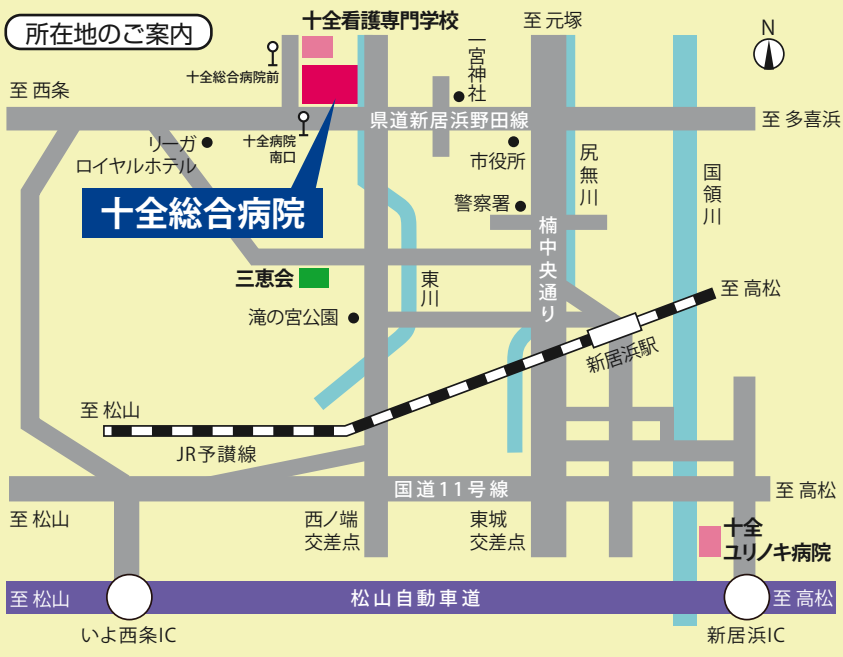 所在地のご案内
十全看護専門学校
至 元塚
N
一宮神社
十全総合病院前
至 西条
県道新居浜野田線
至 多喜浜
リーガ
ロイヤルホテル
十全病院
南口
市役所
尻無川
国領川
警察署
十全総合病院
楠中央通り
三恵会
東川
至 高松
滝の宮公園
新居浜駅
至 松山
JR予讃線
国道11号線
至 高松
至 松山
西ノ端
交差点
東城
交差点
十全
ユリノキ病院
至 松山
松山自動車道
至 高松
いよ西条IC
新居浜IC